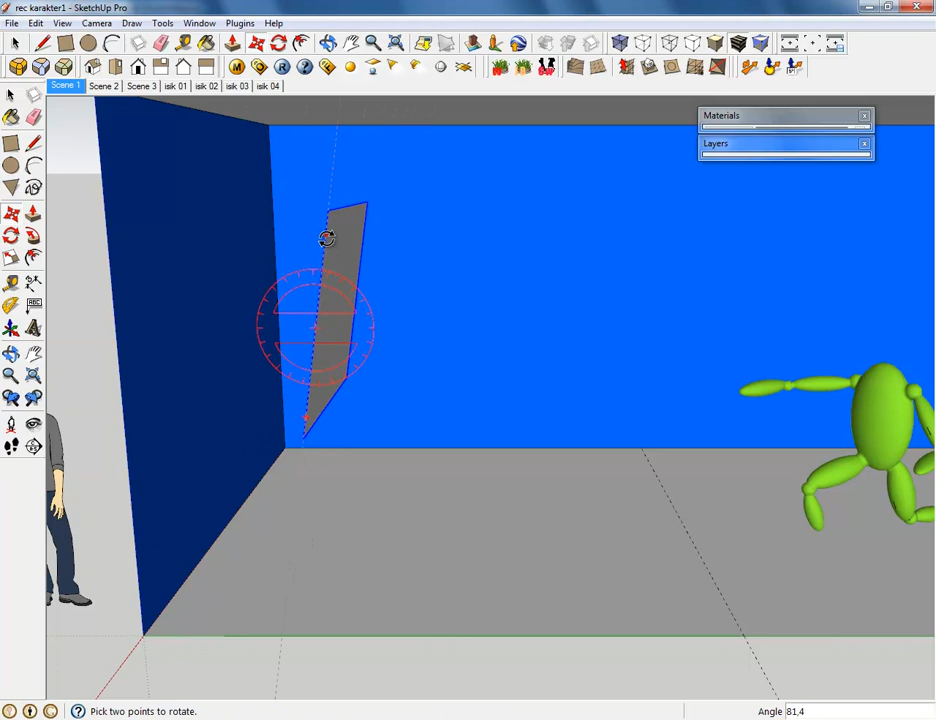 rec karakter1 - SketchUp Pro
File Edit View Camera Draw Tools Window Plugins Help
Scene 1 Scene 2 Scene 3 isik 01 isik 02 isik 03 isik 04
Materials
Layers
Pick two points to rotate.
Angle 81,4